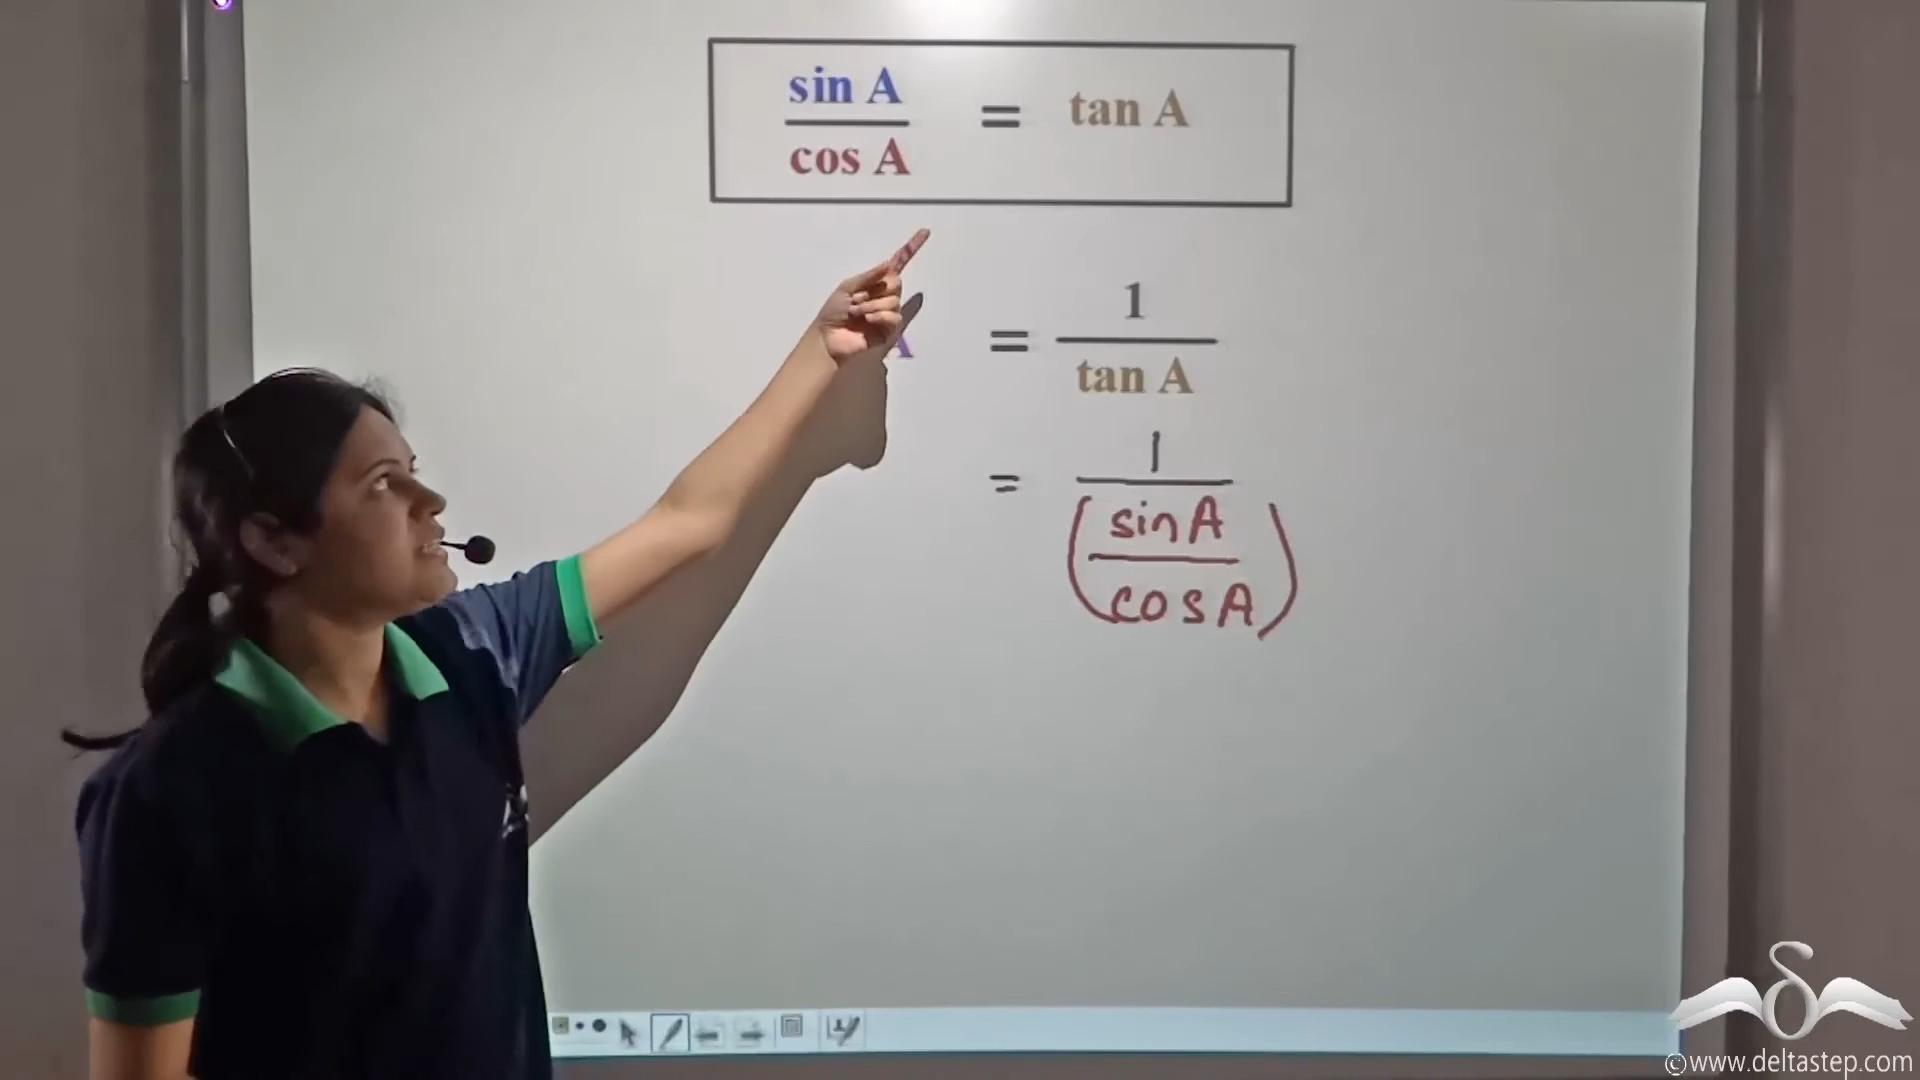 sin A
cos A = tan A
A = 1
tan A
= 1
(sin A
cos A)
©www.deltastep.com